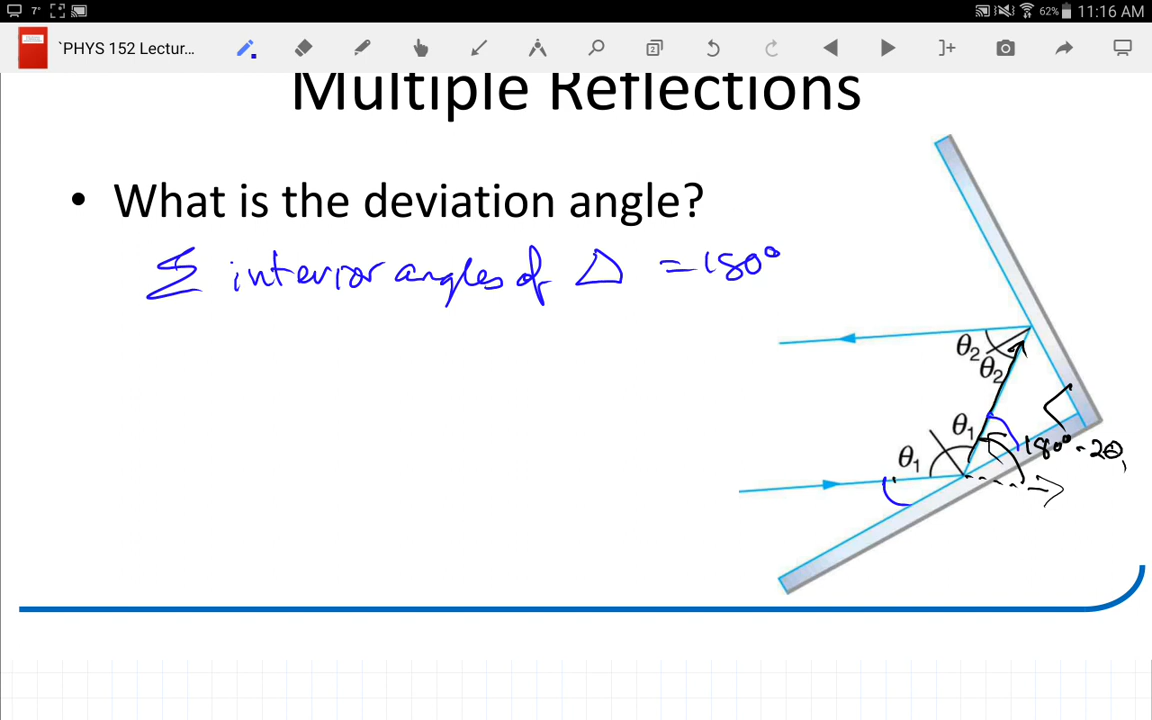 7°
62%
11:16 AM
`PHYS 152 Lectur...
2
Multiple Reflections
• What is the deviation angle?
Σ interior angles of △ = 180°
θ2
θ2
θ1
θ1
180° - 2θ1